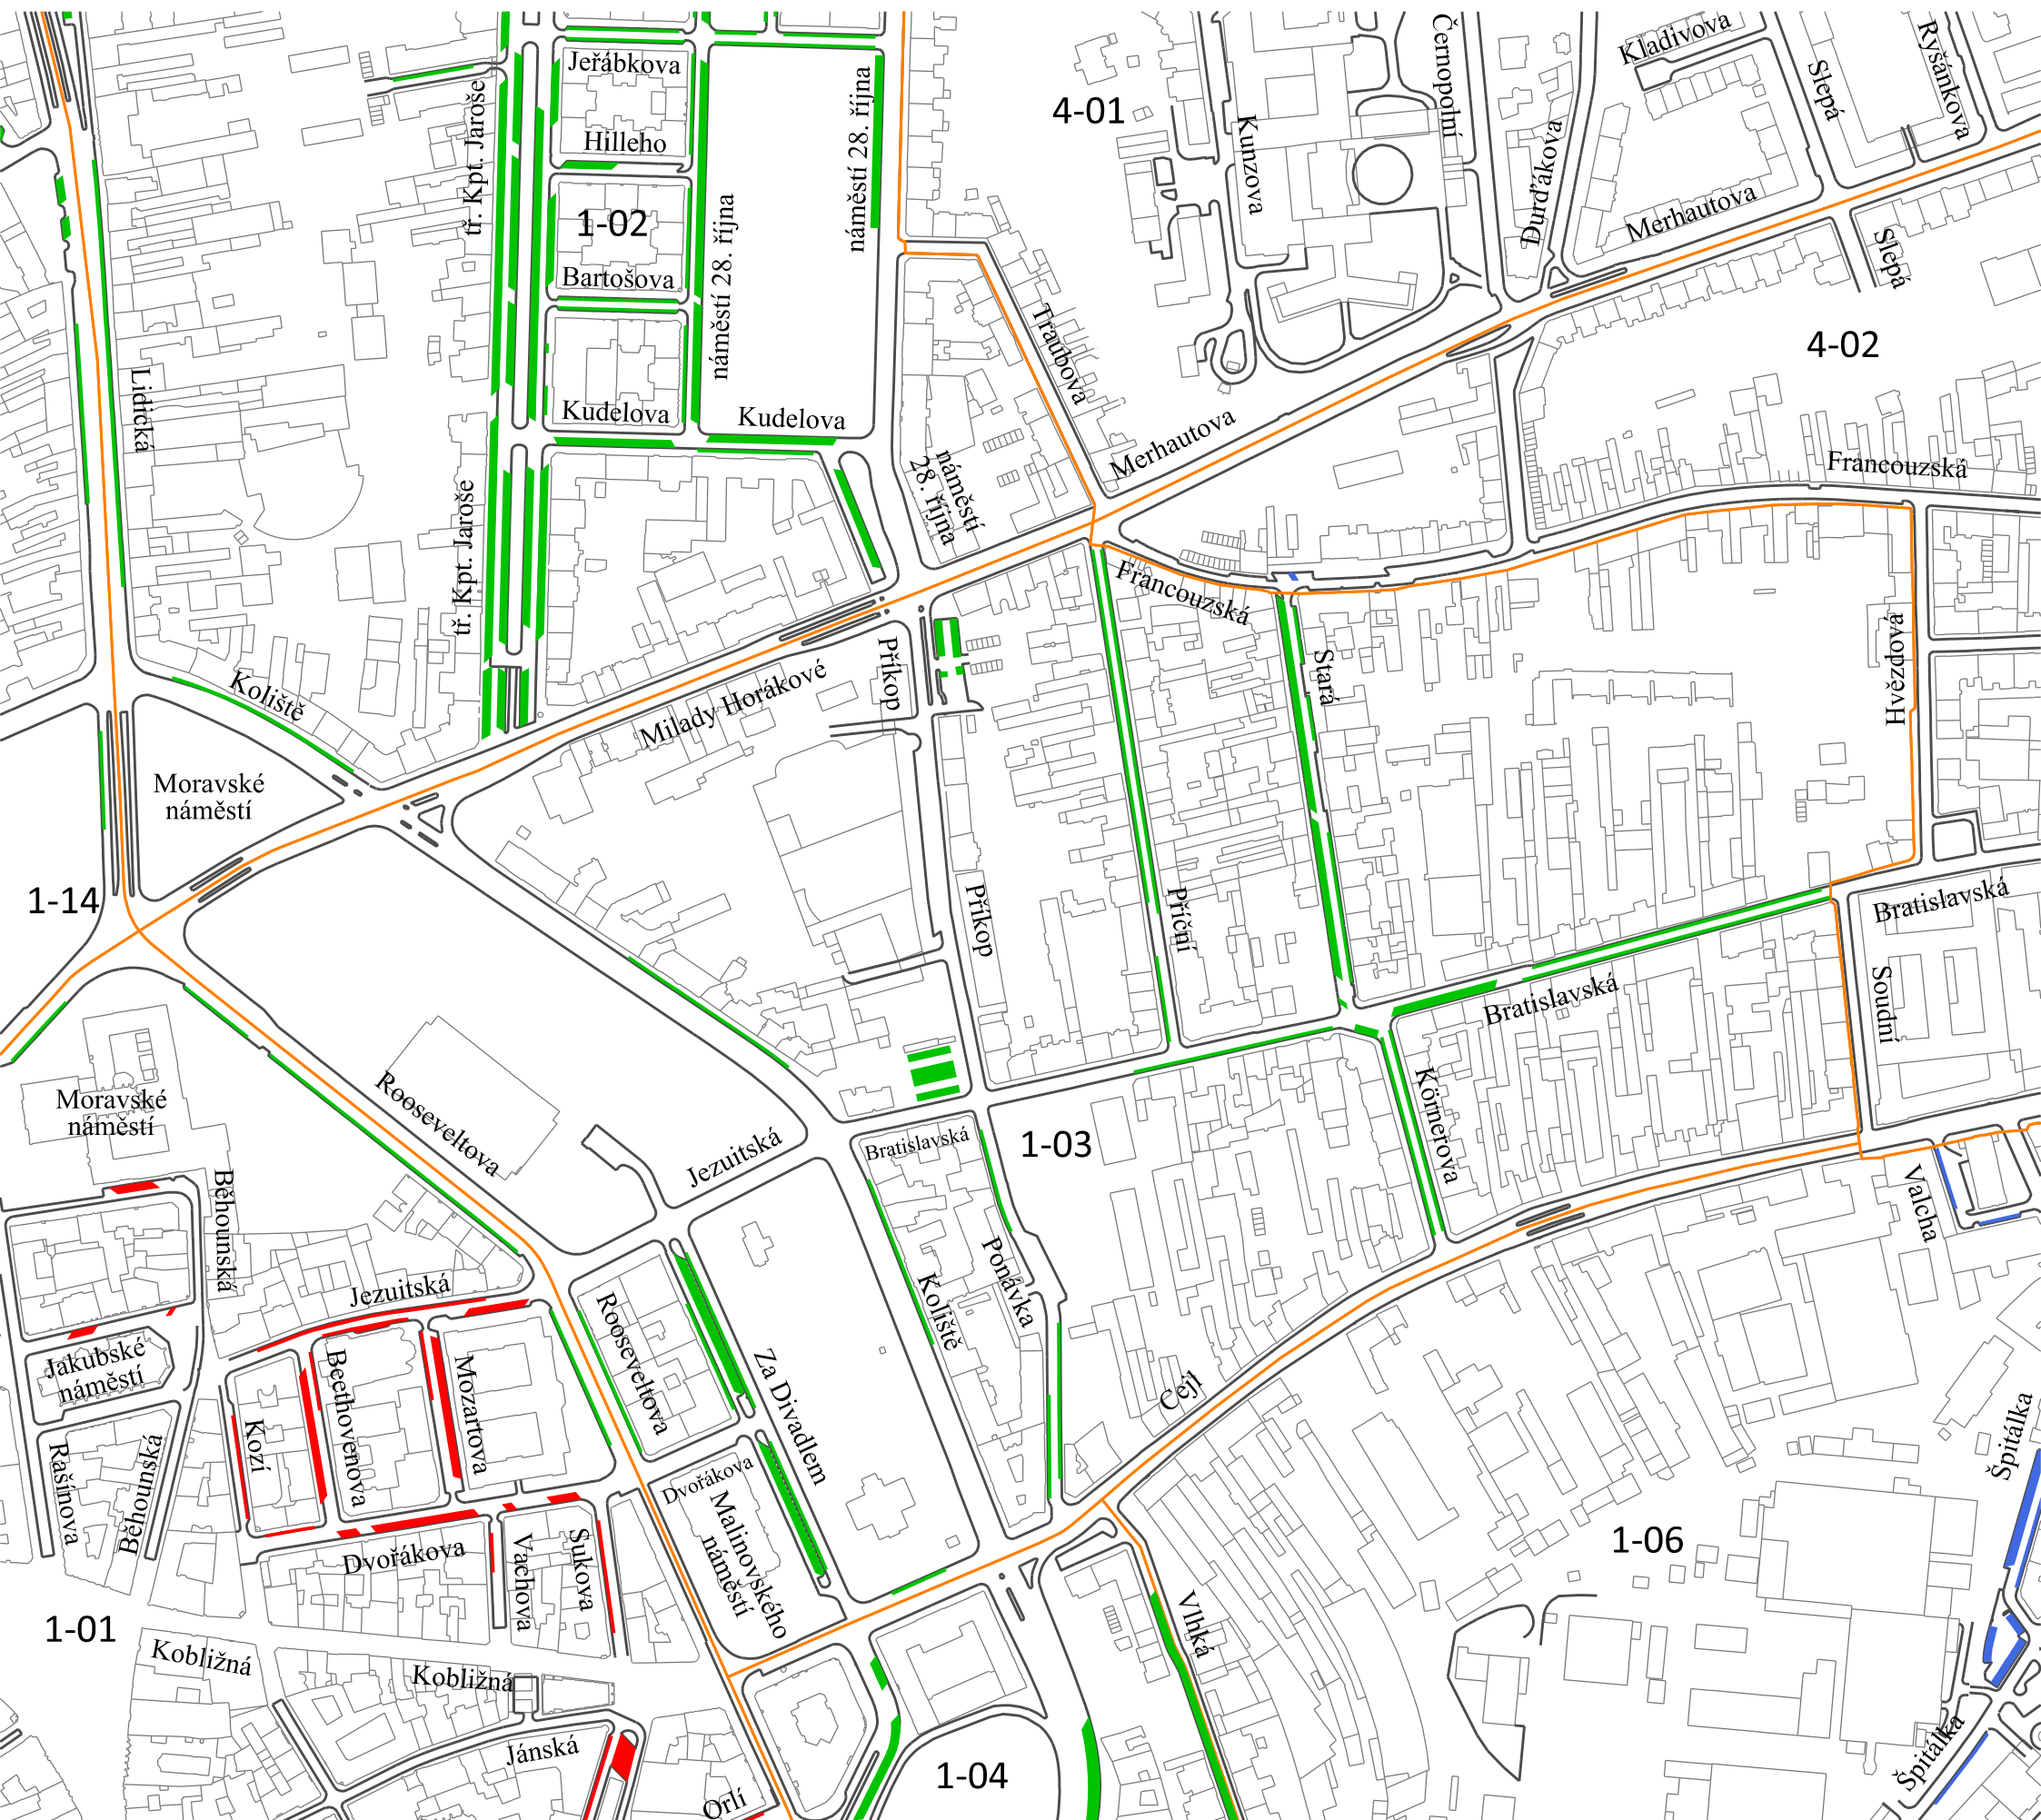 Jeřábkova
náměstí 28. října
tř. Kpt. Jaroše
Hilleho
1-02
Bartošova
náměstí 28. října
Kudelova
Kudelova
4-01
Kunzova
Černopolní
Durďákova
Kladivova
Slepá
Ryšánkova
Merhautova
Slepá
4-02
Lidická
Traubova
Merhautova
náměstí
28. října
Francouzská
tř. Kpt. Jaroše
Francouzská
Koliště
Milady Horákové
Příkop
Stará
Hvězdová
Moravské
náměstí
1-14
Příkop
Příční
Bratislavská
Bratislavská
Soudní
Moravské
náměstí
Rooseveltova
Jezuitská
Bratislavská
1-03
Körnerova
Valcha
Běhounská
Jezuitská
Rooseveltova
Koliště
Ponávka
Jakubské
náměstí
Kozí
Beethovenova
Mozartova
Za Divadlem
Cejl
Rašínova
Běhounská
Dvořákova
Vachova
Sukova
Dvořákova
Malinovského
náměstí
Špitálka
1-06
1-01
Vlhká
Kobližná
Kobližná
Jánská
Orlí
1-04
Špitálka